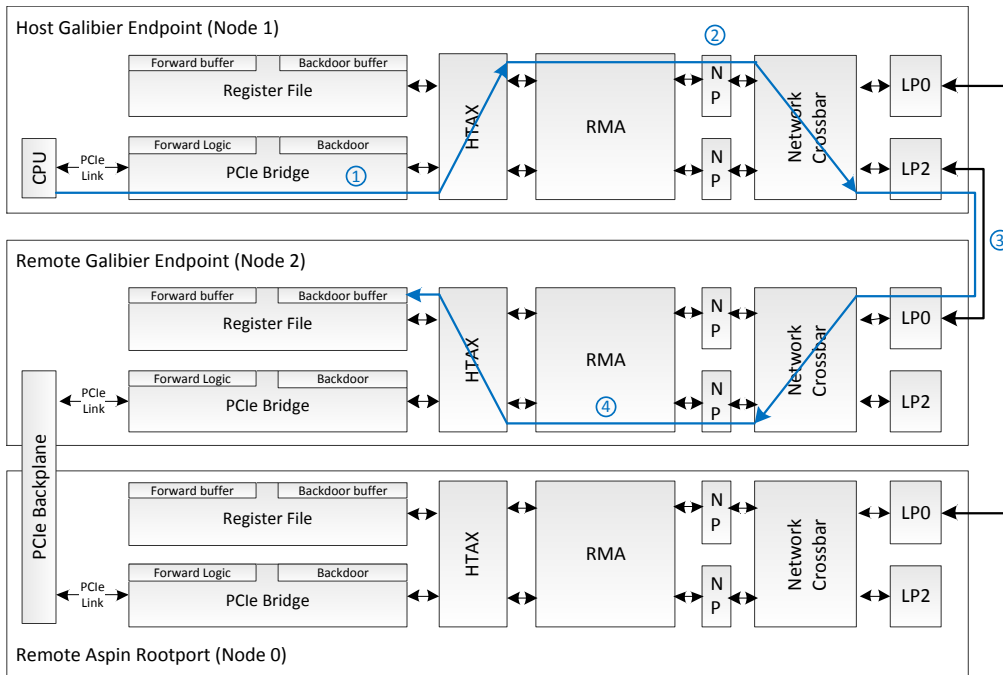 Host Galibier Endpoint (Node 1)
Forward buffer
Backdoor buffer
Register File
CPU
PCIe
Link
Forward Logic
Backdoor
PCIe Bridge
①
HTAX
RMA
②
N
P
N
P
Network
Crossbar
LP0
LP2
③
Remote Galibier Endpoint (Node 2)
Forward buffer
Backdoor buffer
Register File
PCIe
Link
Forward Logic
Backdoor
PCIe Bridge
HTAX
RMA
④
N
P
N
P
Network
Crossbar
LP0
LP2
PCIe Backplane
Forward buffer
Backdoor buffer
Register File
PCIe
Link
Forward Logic
Backdoor
PCIe Bridge
HTAX
RMA
N
P
N
P
Network
Crossbar
LP0
LP2
Remote Aspin Rootport (Node 0)